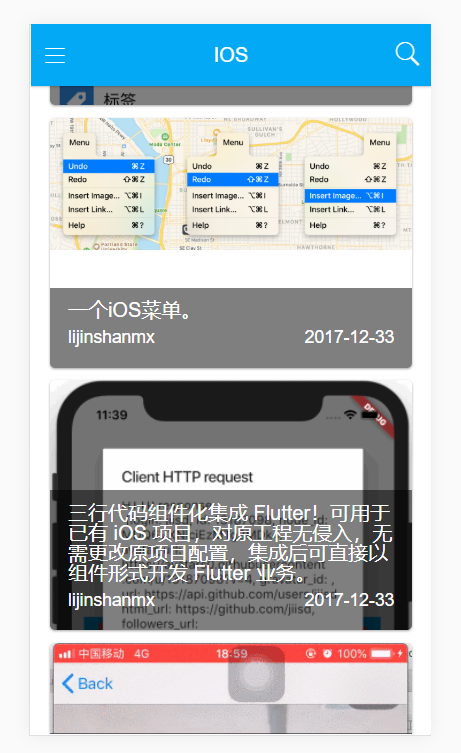 IOS
标签
Menu
Undo ⌘Z
Redo ⇧⌘Z
Insert Image... ⌥⌘I
Insert Link... ⌥⌘L
Help ⌘?
Menu
Undo ⌘Z
Redo ⇧⌘Z
Insert Image... ⌥⌘I
Insert Link... ⌥⌘L
Help ⌘?
Menu
Undo ⌘Z
Redo ⇧⌘Z
Insert Image... ⌥⌘I
Insert Link... ⌥⌘L
Help ⌘?
一个iOS菜单。
lijinshanmx 2017-12-33
11:39
Client HTTP request
三行代码组件化集成 Flutter！可用于
已有 iOS 项目，对原工程无侵入，无
需更改原项目配置，集成后可直接以
组件形式开发 Flutter 业务。
lijinshanmx 2017-12-33
url: https://api.github.com/users/jiisd
html_url: https://github.com/jiisd,
followers_url:
中国移动 4G 18:59 100%
Back